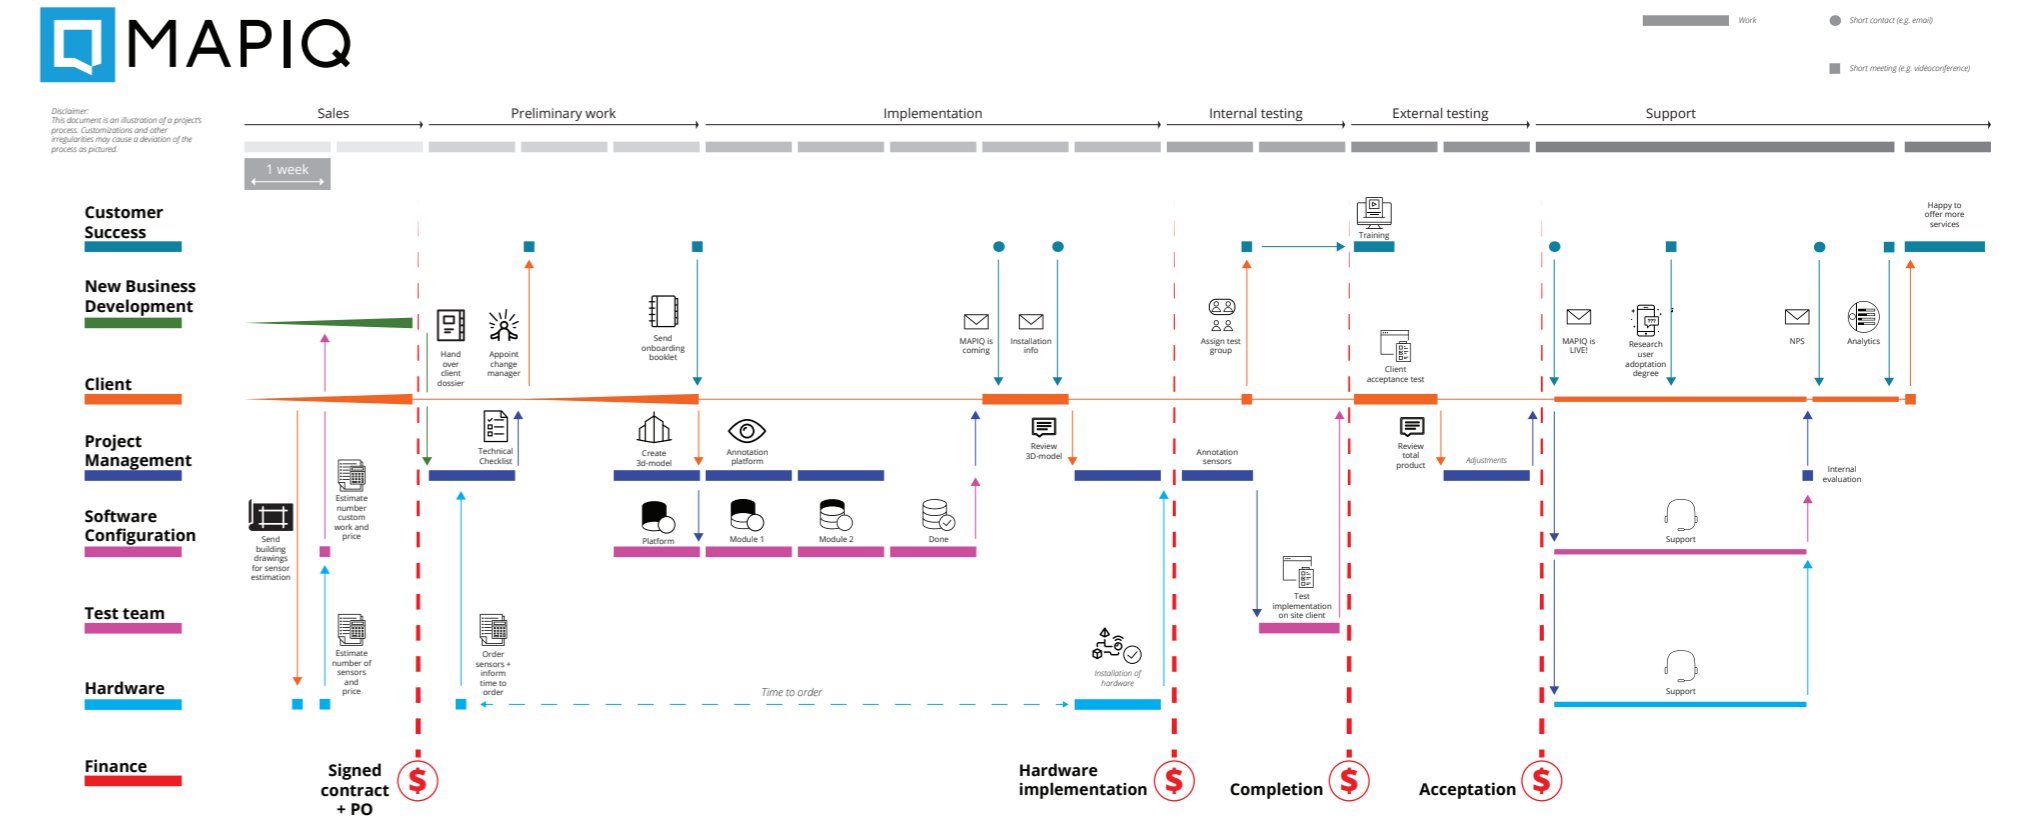 MAPIQ
Work
Short contact (e.g. email)
Short meeting (e.g. videoconference)
Disclaimer:
This document is an illustration of a project's
process. Customizations and other
irregularities may cause a deviation of the
process as pictured.
Sales
Preliminary work
Implementation
Internal testing
External testing
Support
1 week
Customer
Success
Training
Happy to
offer more
services
New Business
Development
Hand
over
client
dossier
Appoint
change
manager
Send
onboarding
booklet
MAPIQ is
coming
Installation
info
Assign test
group
Client
acceptance test
MAPIQ is
LIVE!
Research
user
adoptation
degree
???
NPS
Analytics
Client
Project
Management
Technical
Checklist
Create
3d-model
Annotation
platform
Review
3D-model
Annotation
sensors
Review
total
product
Adjustments
Internal
evaluation
Software
Configuration
Send
building
drawings
for sensor
estimation
Estimate
number
custom
work and
price
Platform
Module 1
Module 2
Done
Support
Test team
Test
implementation
on site client
Hardware
Estimate
number of
sensors
and
price
Order
sensors +
inform
time to
order
Time to order
Installation of
hardware
Support
Finance
Signed
contract
+ PO
$
Hardware
implementation
$
Completion
$
Acceptation
$